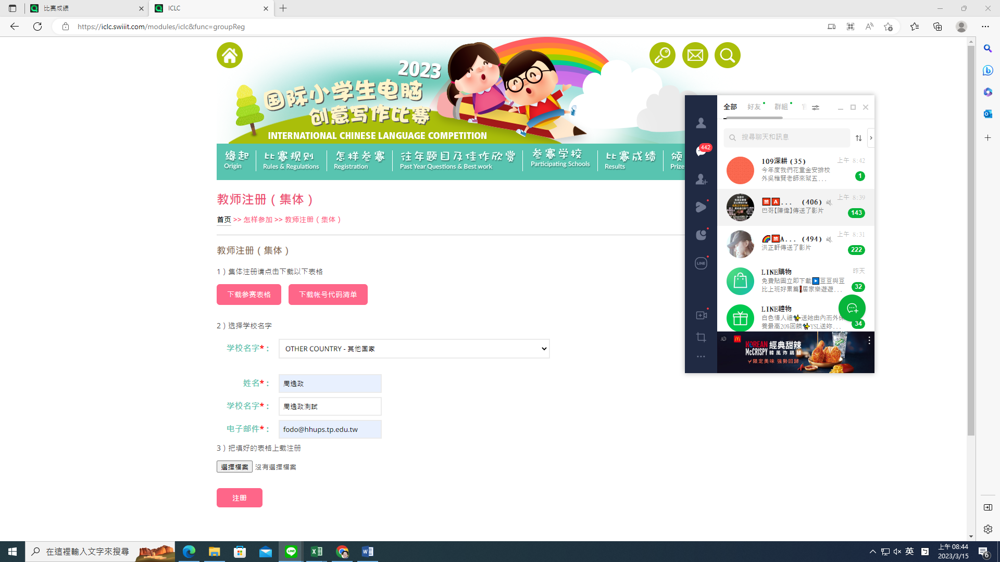 比赛成绩
ICLC
https://iclc.swiiit.com/modules/iclc&func=groupReg
2023
国际小学生电脑
创意写作比赛
INTERNATIONAL CHINESE LANGUAGE COMPETITION
缘起
Origin
比赛规则
Rules & Regulations
怎样参赛
Registration
往年题目及佳作欣赏
Past Year Questions & Best work
参赛学校
Participating Schools
比赛成绩
Results
颁
Prize
教师注册 ( 集体 )
首页 >> 怎样参加 >> 教师注册 ( 集体 )
教师注册 ( 集体 )
1 ) 集体注册请点击下载以下表格
下载参赛表格
下载帐号代码清单
2 ) 选择学校名字
学校名字* :
OTHER COUNTRY - 其他国家
姓名* :
周逸政
学校名字* :
周逸政測試
电子邮件* :
fodo@hhups.tp.edu.tw
3 ) 把填好的表格上载注册
選擇檔案 沒有選擇檔案
注册
全部
好友
群組
442
搜尋聊天和訊息
109深耕 (35)
上午 8:42
今年度我們花重金安排校
外吳稚賢老師來幫五...
1
A... (406)
上午 8:39
巴哥【陳偉】傳送了影片
143
A... (494)
上午 8:31
洪正軒傳送了影片
222
LINE購物
昨天
免費貼圖立即下載▶豆豆與豆
比上班好果篇❗居家樂遊遊...
32
LINE禮物
白色情人禮✨送她由內而外保
養最高20%回饋✨YSL送妳...
34
LINE
AD
KOREAN
McCRISPY
經典甜辣
韓風炸鷄腿
限定美味 強勢回歸
在這裡輸入文字來搜尋
LINE
英
上午 08:44
2023/3/15
6